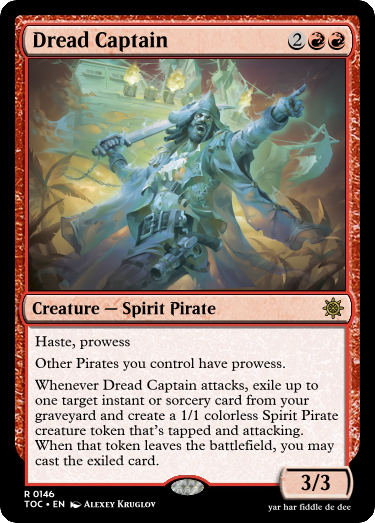 Dread Captain
2
Creature — Spirit Pirate
Haste, prowess
Other Pirates you control have prowess.
Whenever Dread Captain attacks, exile up to
one target instant or sorcery card from your
graveyard and create a 1/1 colorless Spirit Pirate
creature token that's tapped and attacking.
When that token leaves the battlefield, you may
cast the exiled card.
3/3
R 0146
TOC • EN Alexey Kruglov
yar har fiddle de dee